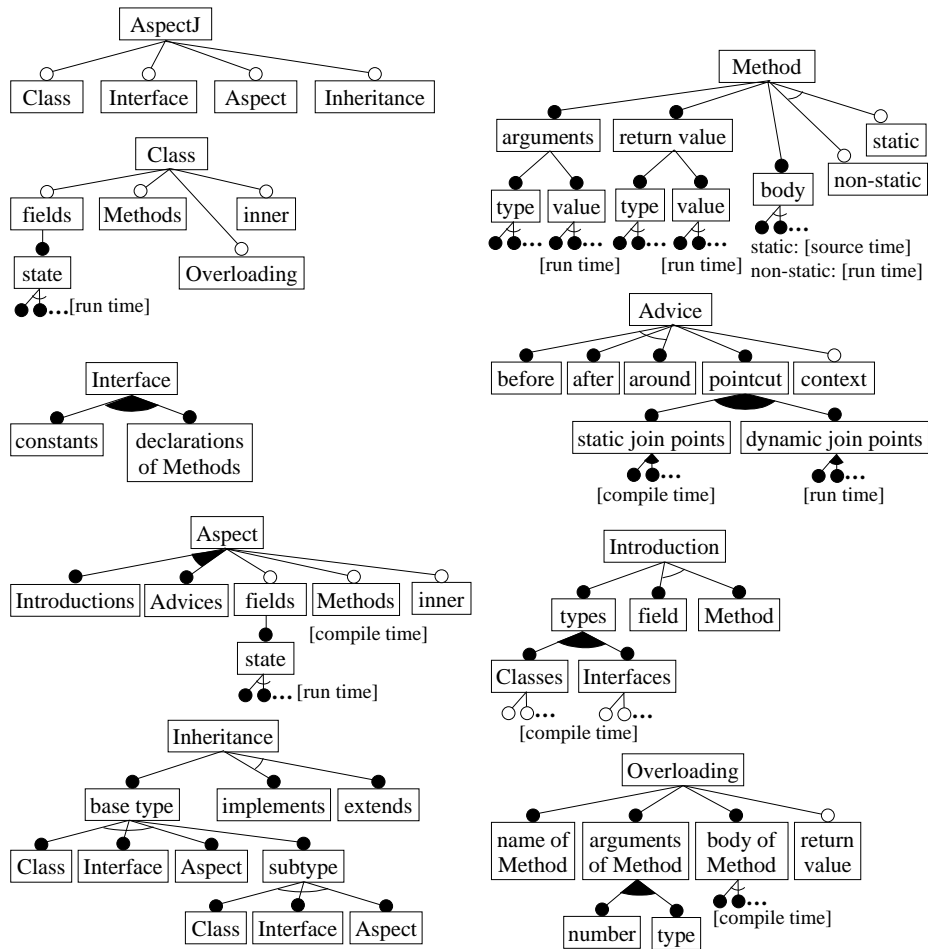 AspectJ
Class Interface Aspect Inheritance
Class
fields Methods inner
state Overloading
... [run time]
Interface
constants declarations
of Methods
Aspect
Introductions Advices fields Methods inner
[compile time]
state
... [run time]
Inheritance
base type implements extends
Class Interface Aspect subtype
Class Interface Aspect
Method
arguments return value static
non-static
body
type value type value
... ... ... ... ...
[run time] [run time]
static: [source time]
non-static: [run time]
Advice
before after around pointcut context
static join points dynamic join points
... ...
[compile time] [run time]
Introduction
types field Method
Classes Interfaces
... ...
[compile time]
Overloading
name of
Method
arguments
of Method
body of
Method
return
value
...
[compile time]
number type